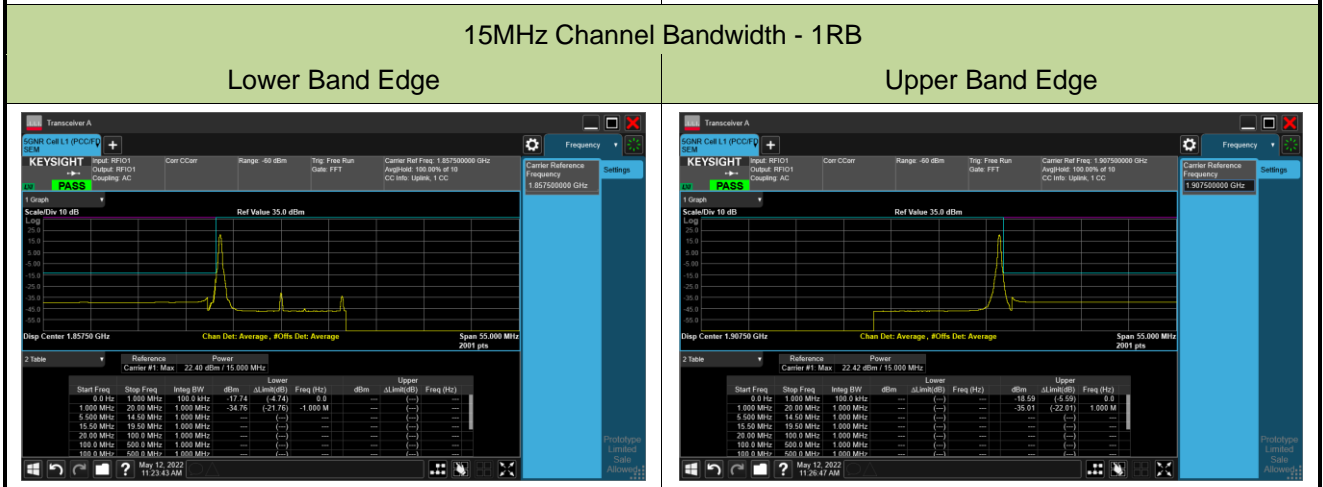 15MHz Channel Bandwidth - 1RB
Lower Band Edge
Upper Band Edge
Transceiver A
5GNR Cell L1 (PCC/F
SEM
Frequency
KEYSIGHT
Input: RFIO1
Output: RFIO1
Coupling: AC
Corr CCorr
Range: -60 dBm
Trig: Free Run
Gate: FFT
Carrier Ref Freq: 1.857500000 GHz
Avg|Hold: 100.00% of 10
CC Info: Uplink, 1 CC
PASS
Carrier Reference
Frequency
1.857500000 GHz
Settings
1 Graph
Scale/Div 10 dB
Ref Value 35.0 dBm
Log
25.0
15.0
5.00
-5.00
-15.0
-25.0
-35.0
-45.0
-55.0
Disp Center 1.85750 GHz
Chan Det: Average , #Offs Det: Average
Span 55.000 MHz
2001 pts
2 Table
Reference Power
Carrier #1: Max 22.40 dBm / 15.000 MHz
Lower Upper
Start Freq Stop Freq Integ BW dBm ΔLimit(dB) Freq (Hz) dBm ΔLimit(dB) Freq (Hz)
0.0 Hz 1.000 MHz 100.0 kHz -17.74 (-4.74) 0.0 --- (---) ---
1.000 MHz 20.00 MHz 1.000 MHz -34.76 (-21.76) -1.000 M --- (---) ---
5.500 MHz 14.50 MHz 1.000 MHz --- (---) --- --- (---) ---
15.50 MHz 19.50 MHz 1.000 MHz --- (---) --- --- (---) ---
20.00 MHz 100.0 MHz 1.000 MHz --- (---) --- --- (---) ---
100.0 MHz 500.0 MHz 1.000 MHz --- (---) --- --- (---) ---
100.0 MHz 500.0 MHz 1.000 MHz --- (---) --- --- (---) ---
Prototype
Limited
Sale
Allowed
May 12, 2022
11:23:43 AM
Transceiver A
5GNR Cell L1 (PCC/F
SEM
Frequency
KEYSIGHT
Input: RFIO1
Output: RFIO1
Coupling: AC
Corr CCorr
Range: -60 dBm
Trig: Free Run
Gate: FFT
Carrier Ref Freq: 1.907500000 GHz
Avg|Hold: 100.00% of 10
CC Info: Uplink, 1 CC
PASS
Carrier Reference
Frequency
1.907500000 GHz
Settings
1 Graph
Scale/Div 10 dB
Ref Value 35.0 dBm
Log
25.0
15.0
5.00
-5.00
-15.0
-25.0
-35.0
-45.0
-55.0
Disp Center 1.90750 GHz
Chan Det: Average , #Offs Det: Average
Span 55.000 MHz
2001 pts
2 Table
Reference Power
Carrier #1: Max 22.42 dBm / 15.000 MHz
Lower Upper
Start Freq Stop Freq Integ BW dBm ΔLimit(dB) Freq (Hz) dBm ΔLimit(dB) Freq (Hz)
0.0 Hz 1.000 MHz 100.0 kHz --- (---) --- -18.59 (-5.59) 0.0
1.000 MHz 20.00 MHz 1.000 MHz --- (---) --- -35.01 (-22.01) 1.000 M
5.500 MHz 14.50 MHz 1.000 MHz --- (---) --- --- (---) ---
15.50 MHz 19.50 MHz 1.000 MHz --- (---) --- --- (---) ---
20.00 MHz 100.0 MHz 1.000 MHz --- (---) --- --- (---) ---
100.0 MHz 500.0 MHz 1.000 MHz --- (---) --- --- (---) ---
100.0 MHz 500.0 MHz 1.000 MHz --- (---) --- --- (---) ---
Prototype
Limited
Sale
Allowed
May 12, 2022
11:26:47 AM